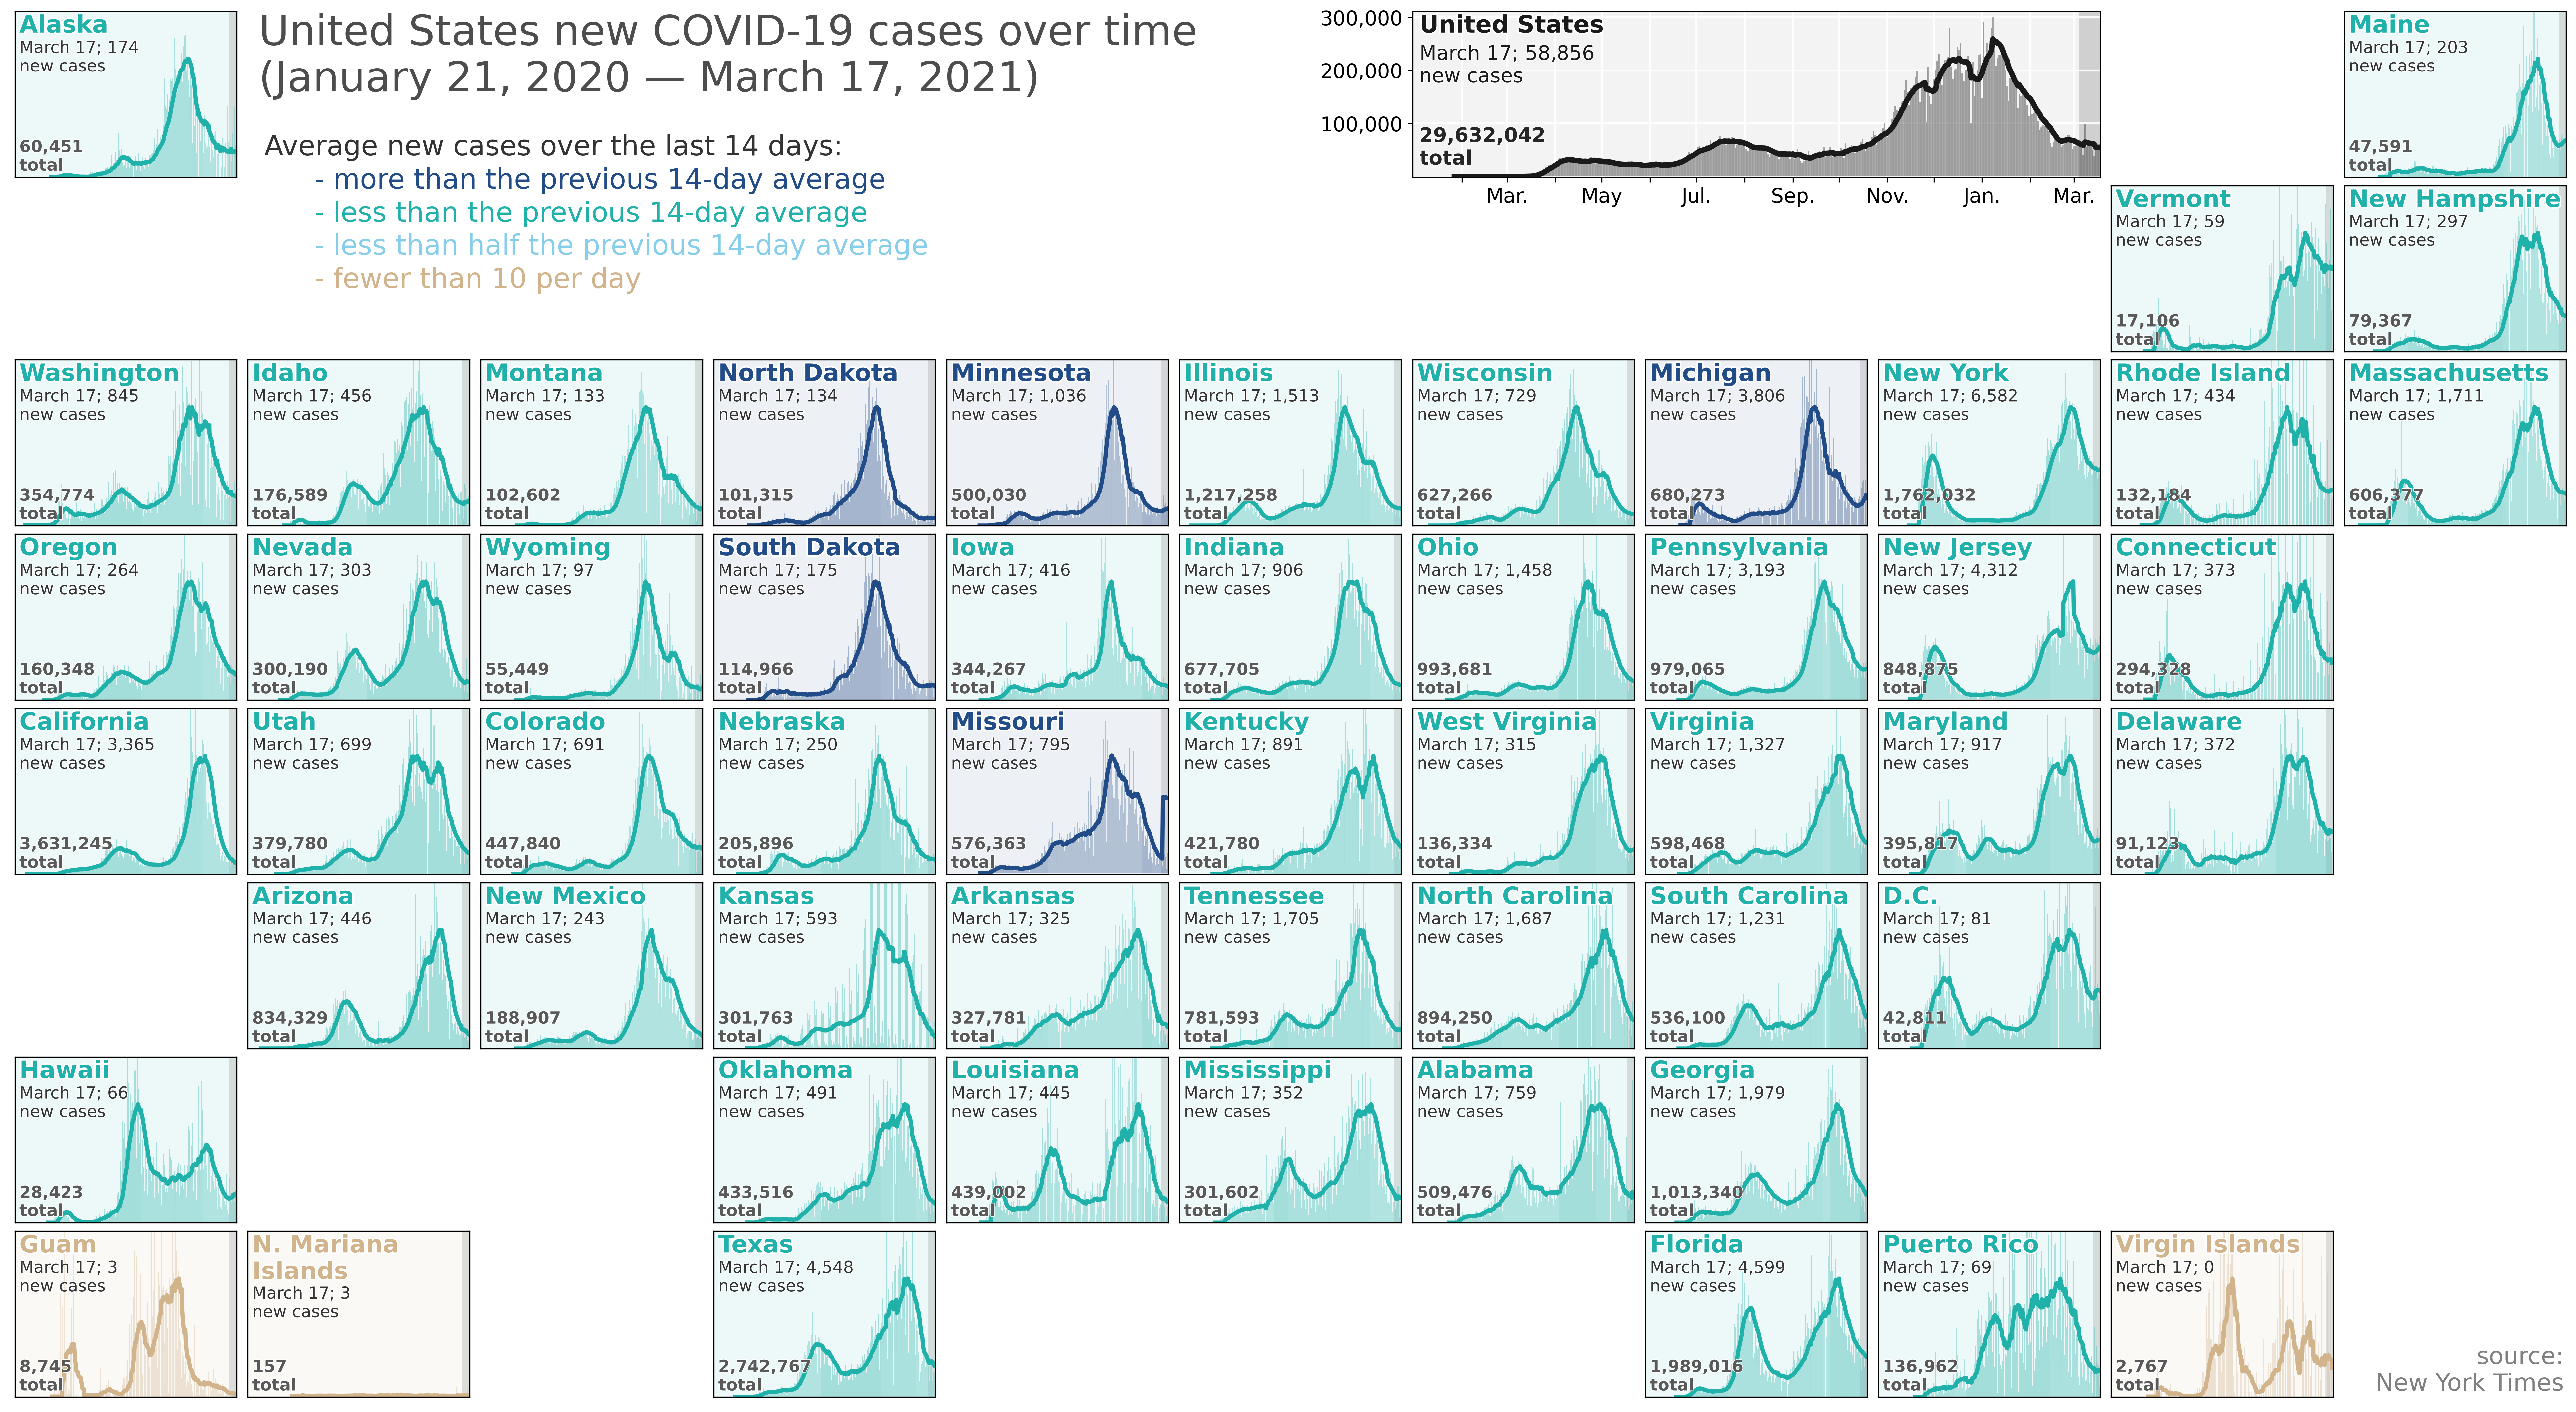 Alaska
March 17; 174
new cases
60,451
total
United States new COVID-19 cases over time
(January 21, 2020 — March 17, 2021)
Average new cases over the last 14 days:
- more than the previous 14-day average
- less than the previous 14-day average
- less than half the previous 14-day average
- fewer than 10 per day
300,000
200,000
100,000
United States
March 17; 58,856
new cases
29,632,042
total
Mar.
May
Jul.
Sep.
Nov.
Jan.
Mar.
Maine
March 17; 203
new cases
47,591
total
Vermont
March 17; 59
new cases
17,106
total
New Hampshire
March 17; 297
new cases
79,367
total
Washington
March 17; 845
new cases
354,774
total
Idaho
March 17; 456
new cases
176,589
total
Montana
March 17; 133
new cases
102,602
total
North Dakota
March 17; 134
new cases
101,315
total
Minnesota
March 17; 1,036
new cases
500,030
total
Illinois
March 17; 1,513
new cases
1,217,258
total
Wisconsin
March 17; 729
new cases
627,266
total
Michigan
March 17; 3,806
new cases
680,273
total
New York
March 17; 6,582
new cases
1,762,032
total
Rhode Island
March 17; 434
new cases
132,184
total
Massachusetts
March 17; 1,711
new cases
606,377
total
Oregon
March 17; 264
new cases
160,348
total
Nevada
March 17; 303
new cases
300,190
total
Wyoming
March 17; 97
new cases
55,449
total
South Dakota
March 17; 175
new cases
114,966
total
Iowa
March 17; 416
new cases
344,267
total
Indiana
March 17; 906
new cases
677,705
total
Ohio
March 17; 1,458
new cases
993,681
total
Pennsylvania
March 17; 3,193
new cases
979,065
total
New Jersey
March 17; 4,312
new cases
848,875
total
Connecticut
March 17; 373
new cases
294,328
total
California
March 17; 3,365
new cases
3,631,245
total
Utah
March 17; 699
new cases
379,780
total
Colorado
March 17; 691
new cases
447,840
total
Nebraska
March 17; 250
new cases
205,896
total
Missouri
March 17; 795
new cases
576,363
total
Kentucky
March 17; 891
new cases
421,780
total
West Virginia
March 17; 315
new cases
136,334
total
Virginia
March 17; 1,327
new cases
598,468
total
Maryland
March 17; 917
new cases
395,817
total
Delaware
March 17; 372
new cases
91,123
total
Arizona
March 17; 446
new cases
834,329
total
New Mexico
March 17; 243
new cases
188,907
total
Kansas
March 17; 593
new cases
301,763
total
Arkansas
March 17; 325
new cases
327,781
total
Tennessee
March 17; 1,705
new cases
781,593
total
North Carolina
March 17; 1,687
new cases
894,250
total
South Carolina
March 17; 1,231
new cases
536,100
total
D.C.
March 17; 81
new cases
42,811
total
Hawaii
March 17; 66
new cases
28,423
total
Oklahoma
March 17; 491
new cases
433,516
total
Louisiana
March 17; 445
new cases
439,002
total
Mississippi
March 17; 352
new cases
301,602
total
Alabama
March 17; 759
new cases
509,476
total
Georgia
March 17; 1,979
new cases
1,013,340
total
Guam
March 17; 3
new cases
8,745
total
N. Mariana
Islands
March 17; 3
new cases
157
total
Texas
March 17; 4,548
new cases
2,742,767
total
Florida
March 17; 4,599
new cases
1,989,016
total
Puerto Rico
March 17; 69
new cases
136,962
total
Virgin Islands
March 17; 0
new cases
2,767
total
source:
New York Times